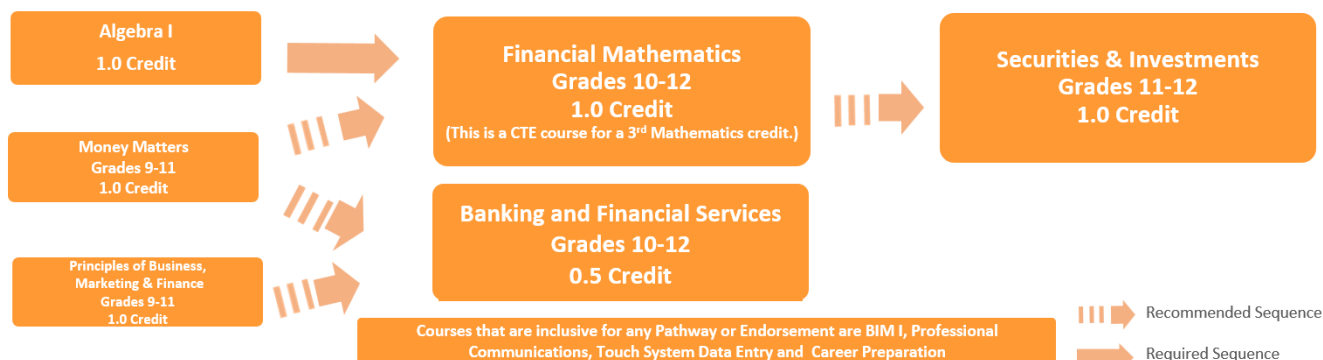 Algebra I
1.0 Credit
Money Matters
Grades 9-11
1.0 Credit
Principles of Business,
Marketing & Finance
Grades 9-11
1.0 Credit
Financial Mathematics
Grades 10-12
1.0 Credit
(This is a CTE course for a 3rd Mathematics credit.)
Banking and Financial Services
Grades 10-12
0.5 Credit
Securities & Investments
Grades 11-12
1.0 Credit
Courses that are inclusive for any Pathway or Endorsement are BIM I, Professional
Communications, Touch System Data Entry and Career Preparation
Recommended Sequence
Required Sequence